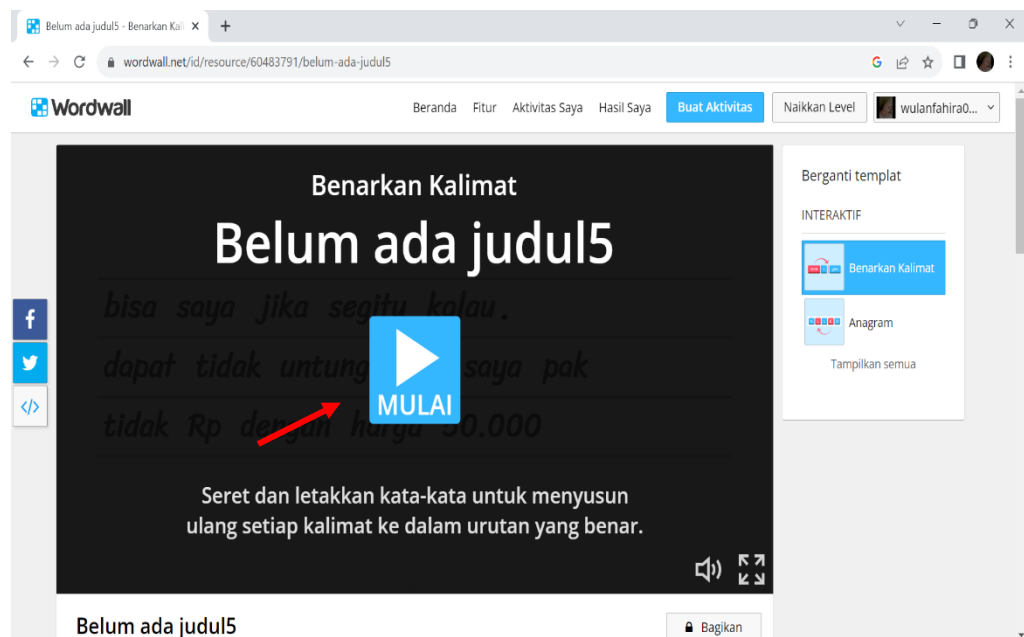 Belum ada judul5 - Benarkan Kali
wordwall.net/id/resource/60483791/belum-ada-judul5
Wordwall
Beranda Fitur Aktivitas Saya Hasil Saya Buat Aktivitas Naikkan Level wulanfahira0...
Benarkan Kalimat
Belum ada judul5
bisa saya jika segitu kalau .
dapat tidak untung saya pak
tidak Rp dengan harga 50.000
MULAI
Seret dan letakkan kata-kata untuk menyusun
ulang setiap kalimat ke dalam urutan yang benar.
Berganti templat
INTERAKTIF
Benarkan Kalimat
Anagram
Tampilkan semua
Belum ada judul5
Bagikan